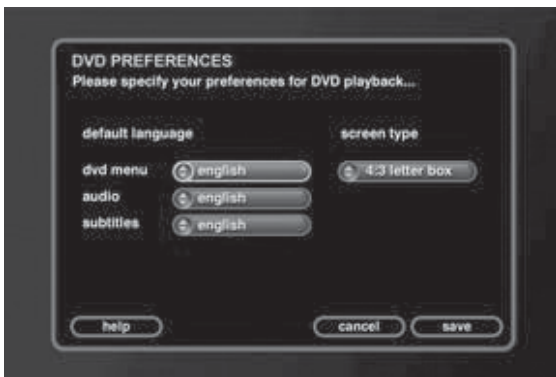 DVD PREFERENCES
Please specify your preferences for DVD playback...
default language
screen type
dvd menu
english
4:3 letter box
audio
english
subtitles
english
help
cancel
save